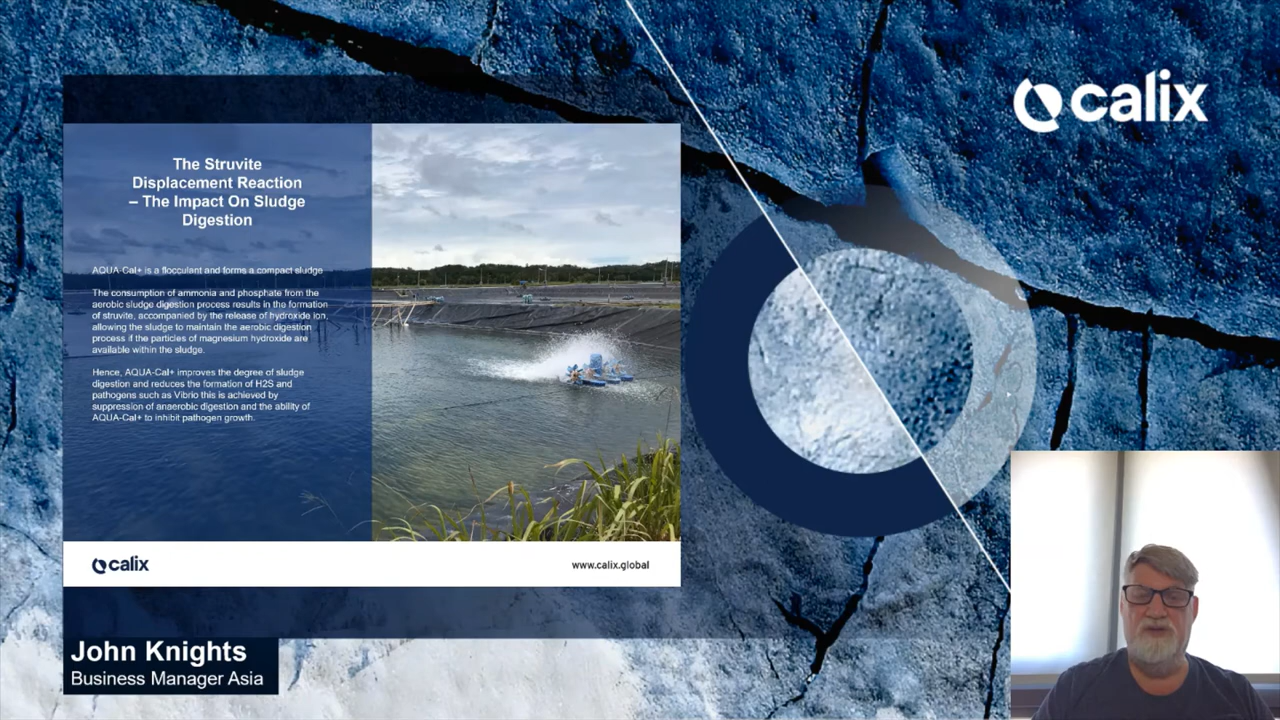 calix
The Struvite
Displacement Reaction
– The Impact On Sludge
Digestion
AQUA-Cal+ is a flocculant and forms a compact sludge
The consumption of ammonia and phosphate from the
aerobic sludge digestion process results in the formation
of struvite, accompanied by the release of hydroxide ion,
allowing the sludge to maintain the aerobic digestion
process if the particles of magnesium hydroxide are
available within the sludge.
Hence, AQUA-Cal+ improves the degree of sludge
digestion and reduces the formation of H2S and
pathogens such as Vibrio this is achieved by
suppression of anaerobic digestion and the ability of
AQUA-Cal+ to inhibit pathogen growth.
calix
www.calix.global
John Knights
Business Manager Asia